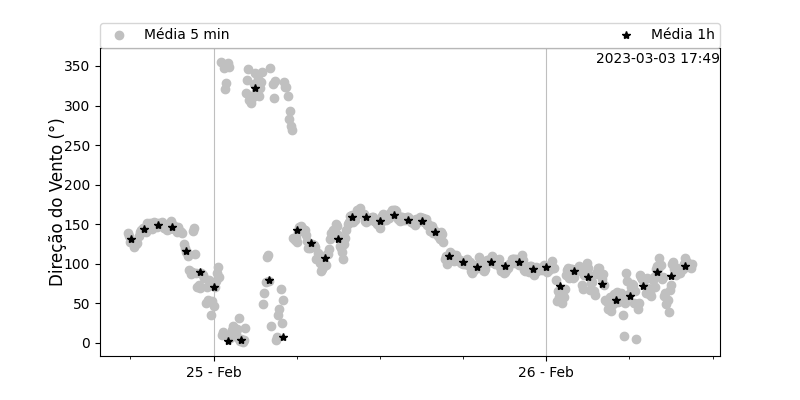 Média 5 min
Média 1h
2023-03-03 17:49
Direção do Vento (°)
350
300
250
200
150
100
50
0
25 - Feb
26 - Feb